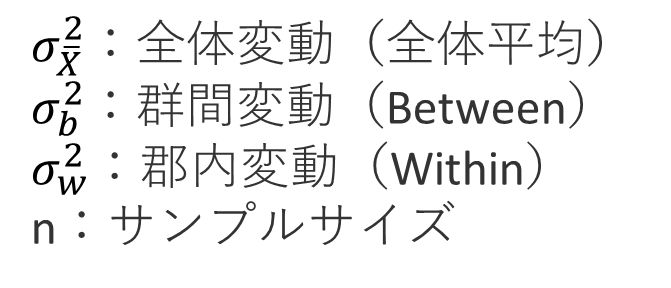 σ²_X̄：全体変動（全体平均）
σ²_b：群間変動（Between）
σ²_w：郡内変動（Within）
n：サンプルサイズ